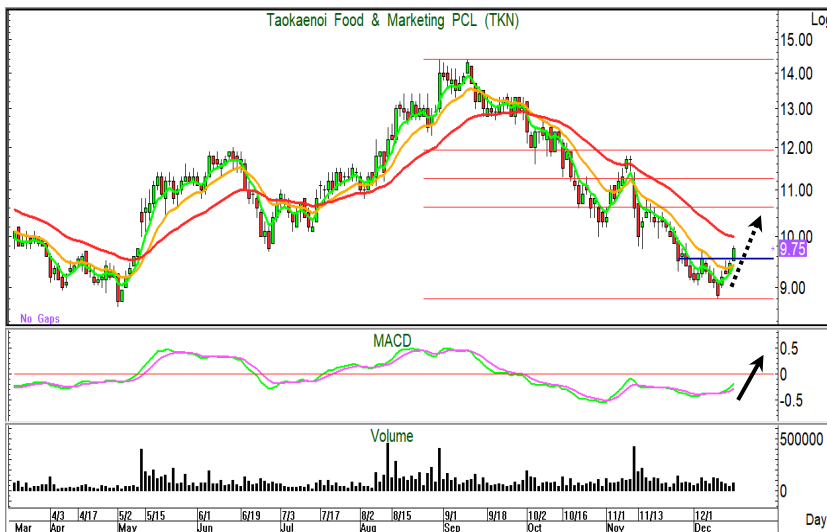 Taokaenoi Food & Marketing PCL (TKN)
Log
15.00
14.00
13.00
12.00
11.00
10.00
9.75
9.00
No Gaps
MACD
0.5
0
-0.5
Volume
500000
0
4/3 4/17 5/2 5/15 6/1 6/19 7/3 7/17 8/2 8/15 9/1 9/18 10/2 10/16 11/1 11/13 12/1
Mar Apr May Jun Jul Aug Sep Oct Nov Dec
Day